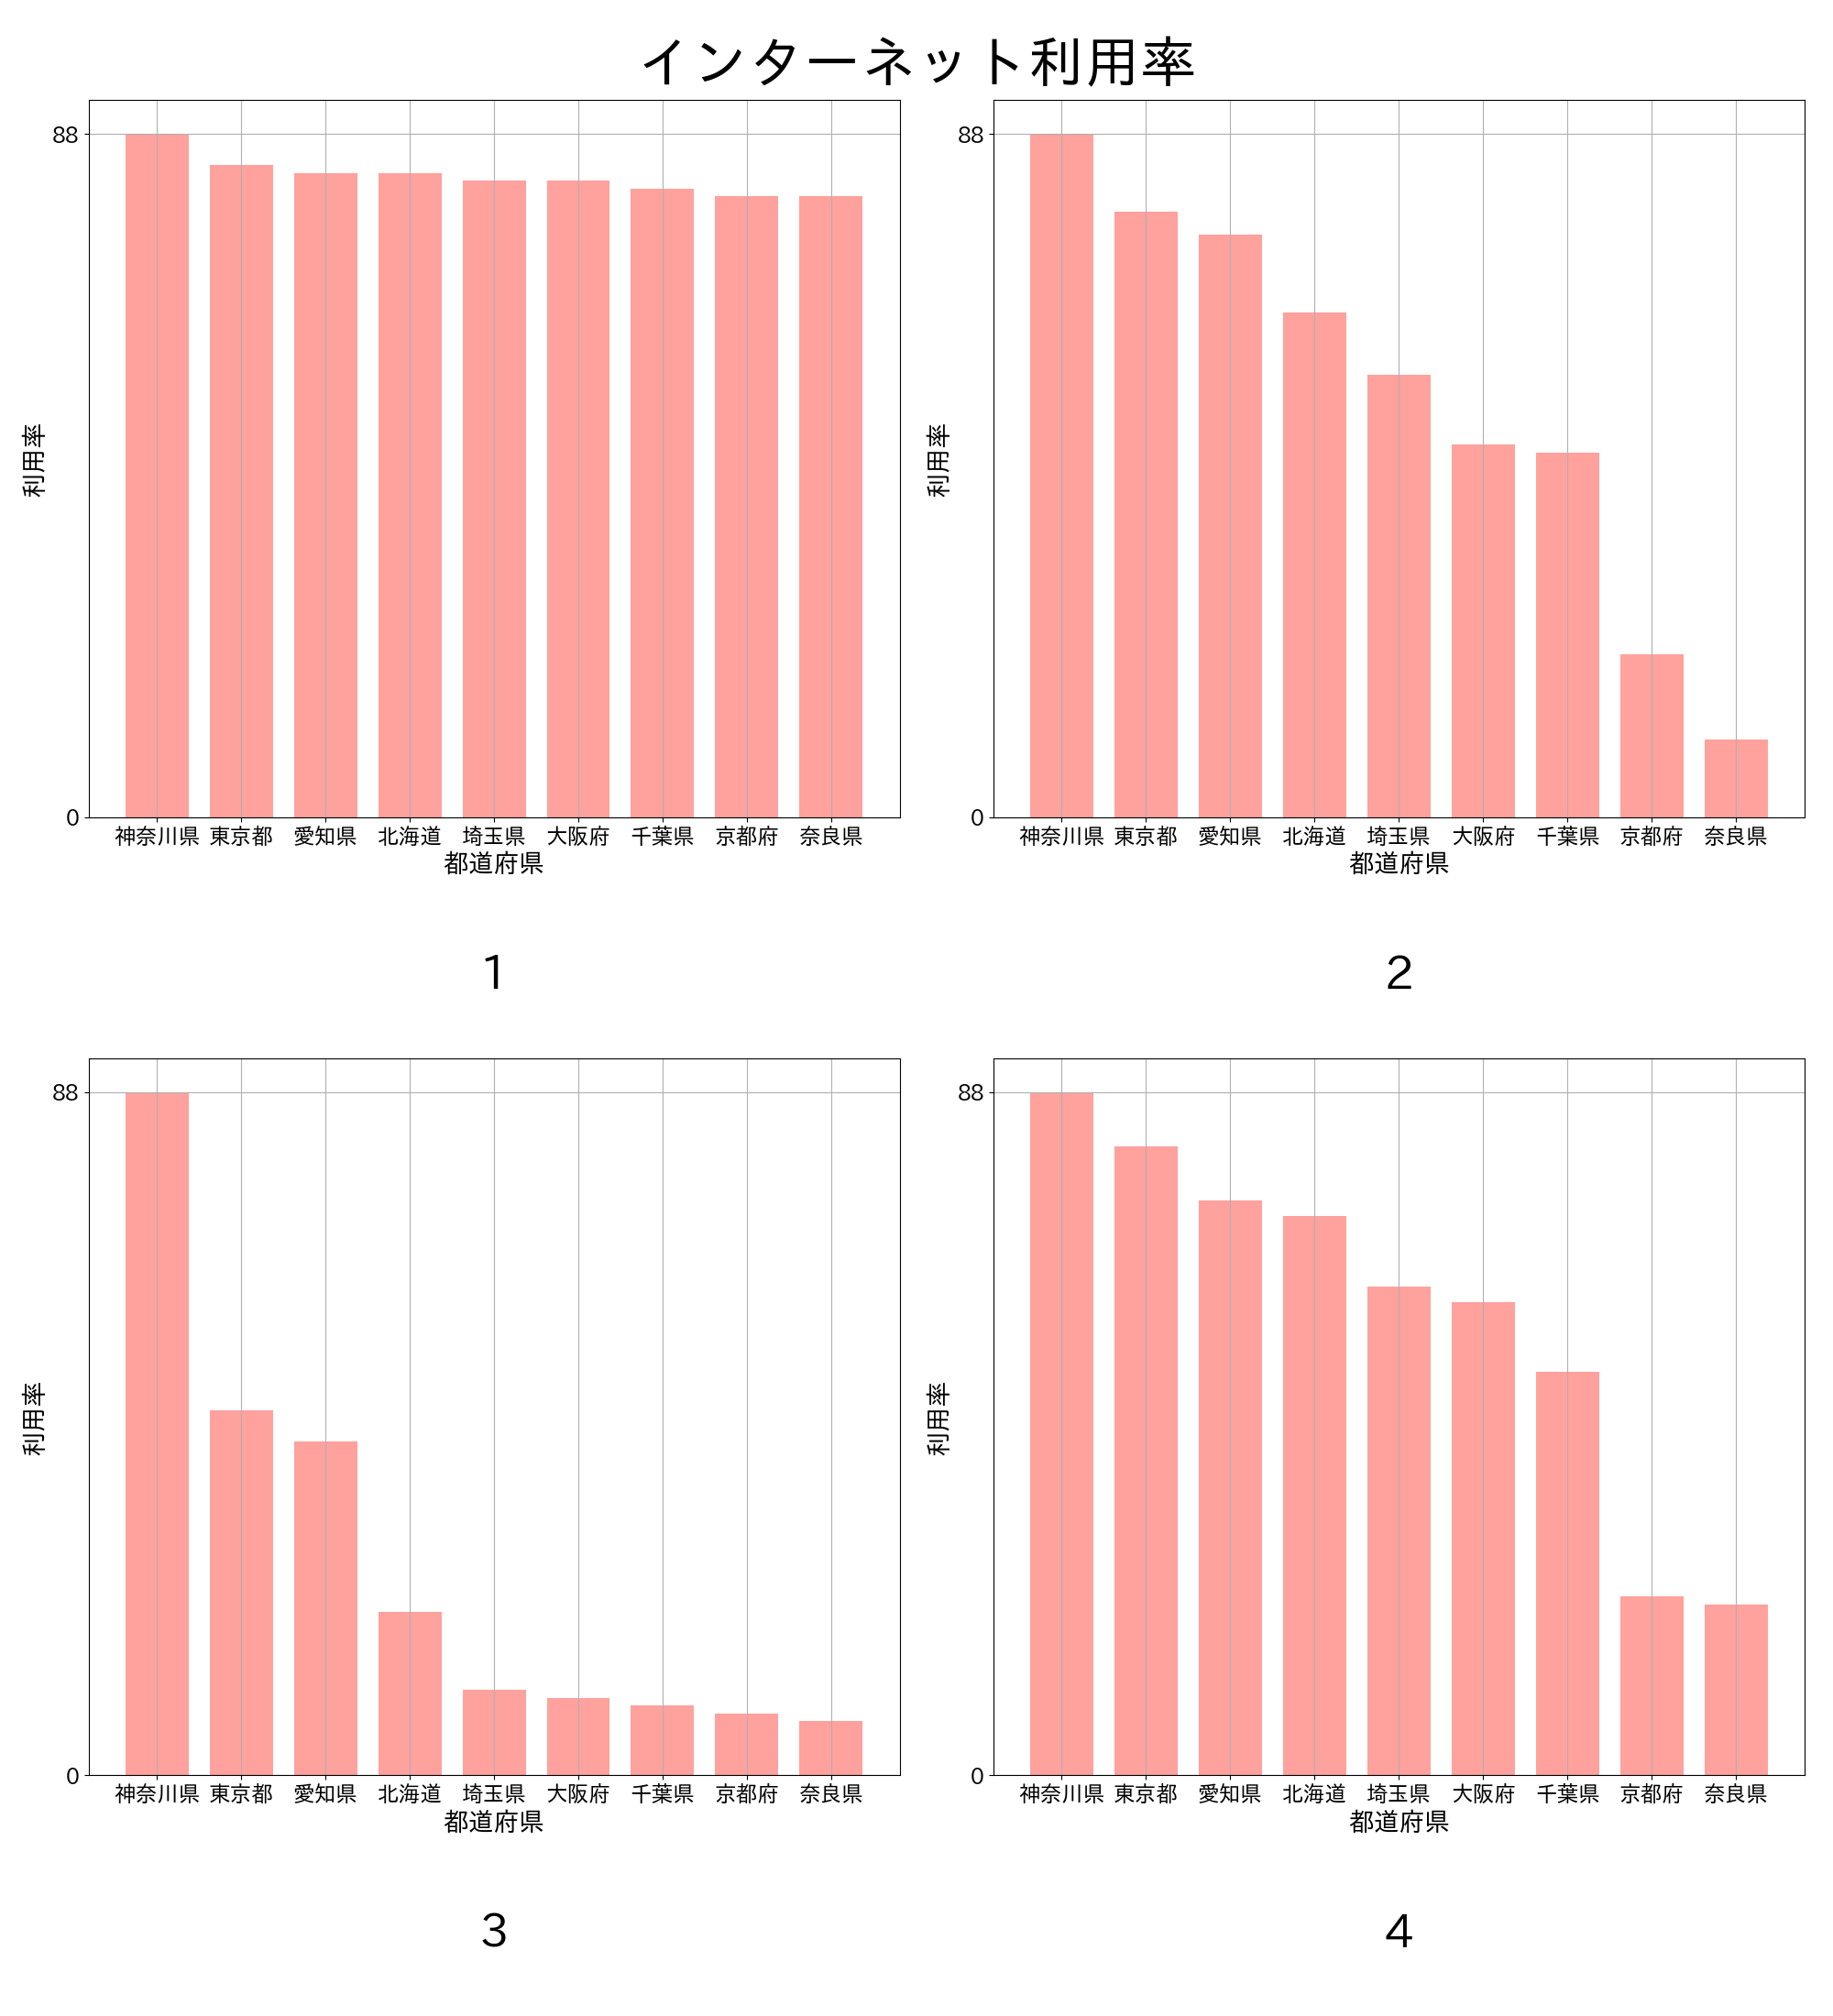 インターネット利用率
88
0
利用率
神奈川県 東京都 愛知県 北海道 埼玉県 大阪府 千葉県 京都府 奈良県
都道府県
1
88
0
利用率
神奈川県 東京都 愛知県 北海道 埼玉県 大阪府 千葉県 京都府 奈良県
都道府県
2
88
0
利用率
神奈川県 東京都 愛知県 北海道 埼玉県 大阪府 千葉県 京都府 奈良県
都道府県
3
88
0
利用率
神奈川県 東京都 愛知県 北海道 埼玉県 大阪府 千葉県 京都府 奈良県
都道府県
4